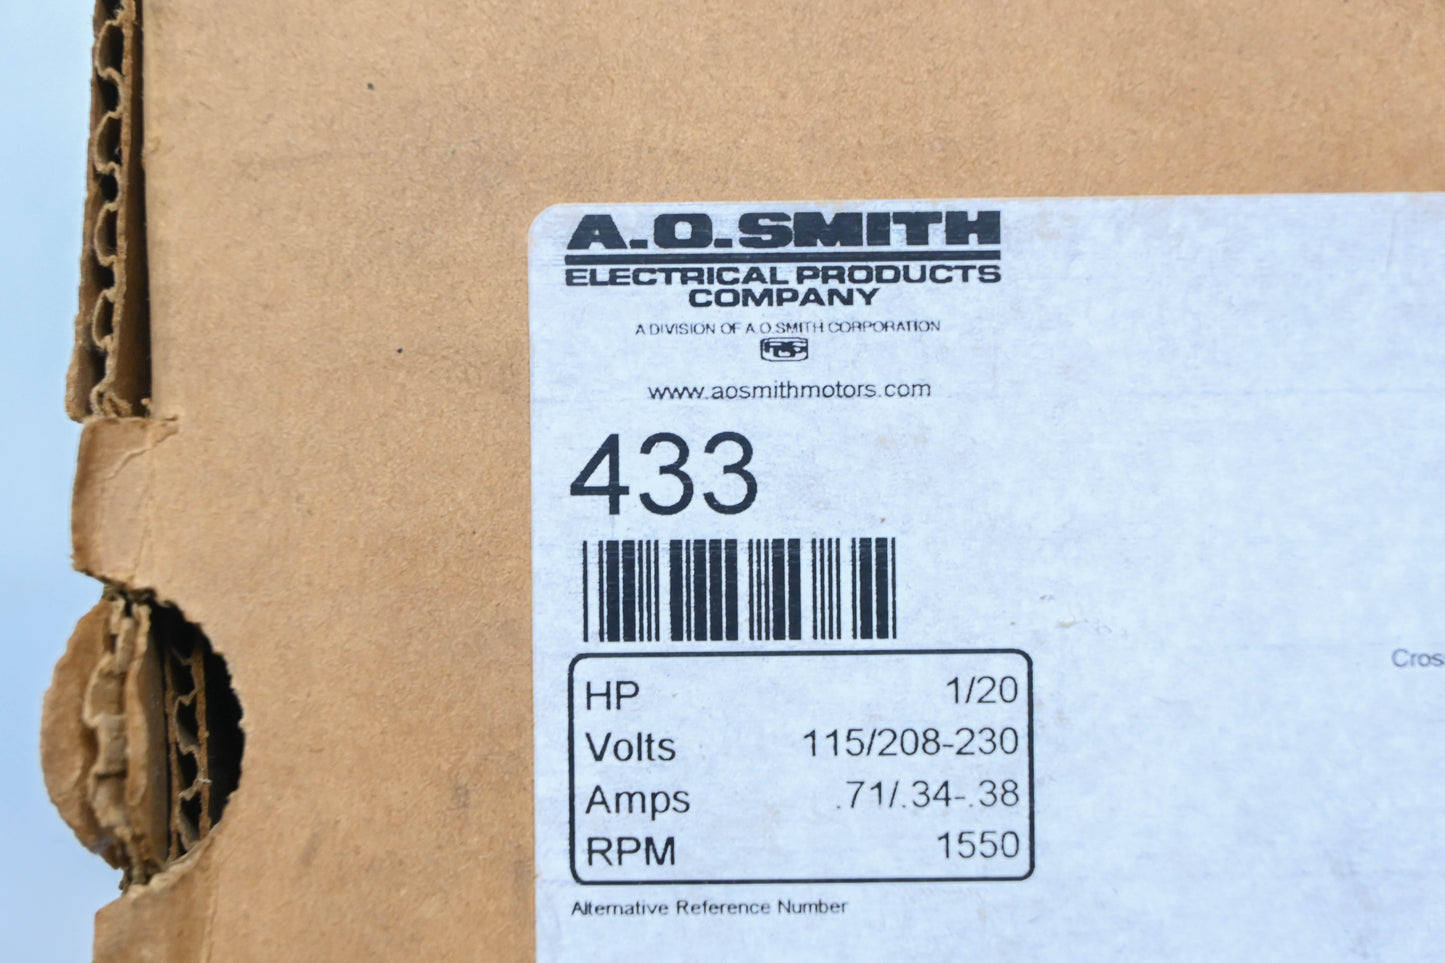 A.O.SMITH
ELECTRICAL PRODUCTS
COMPANY
A DIVISION OF A.O.SMITH CORPORATION
www.aosmithmotors.com
433
HP 1/20
Volts 115/208-230
Amps .71/.34-.38
RPM 1550
Alternative Reference Number